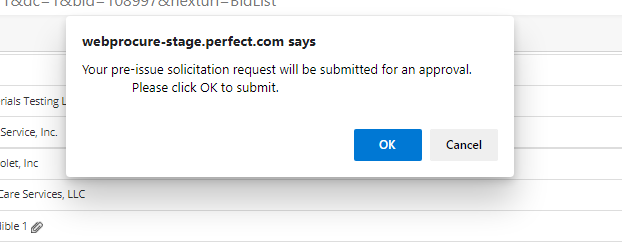 1&dc=1&bid=108997&nexturl=BidList
webprocure-stage.perfect.com says
Your pre-issue solicitation request will be submitted for an approval.
Please click OK to submit.
OK Cancel
rials Testing L
Service, Inc.
olet, Inc
Care Services, LLC
ible 1